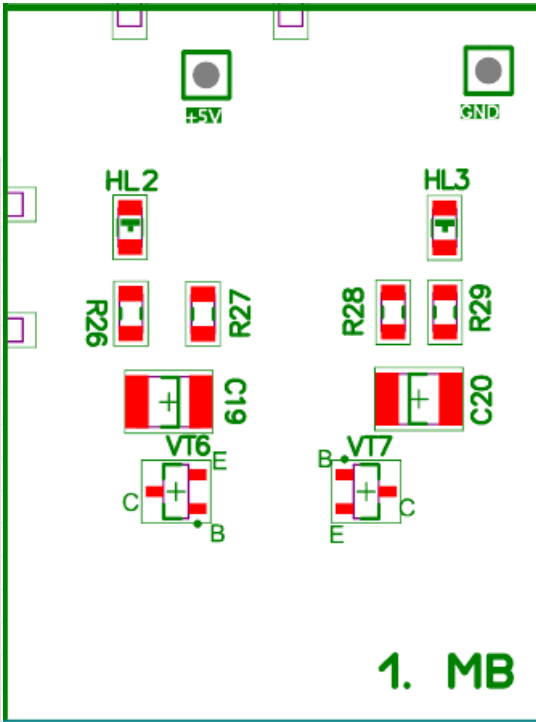 +5V
GND
HL2
HL3
R26
R27
R28
R29
C19
C20
VT6
VT7
E
B
C
C
B
E
1. MB